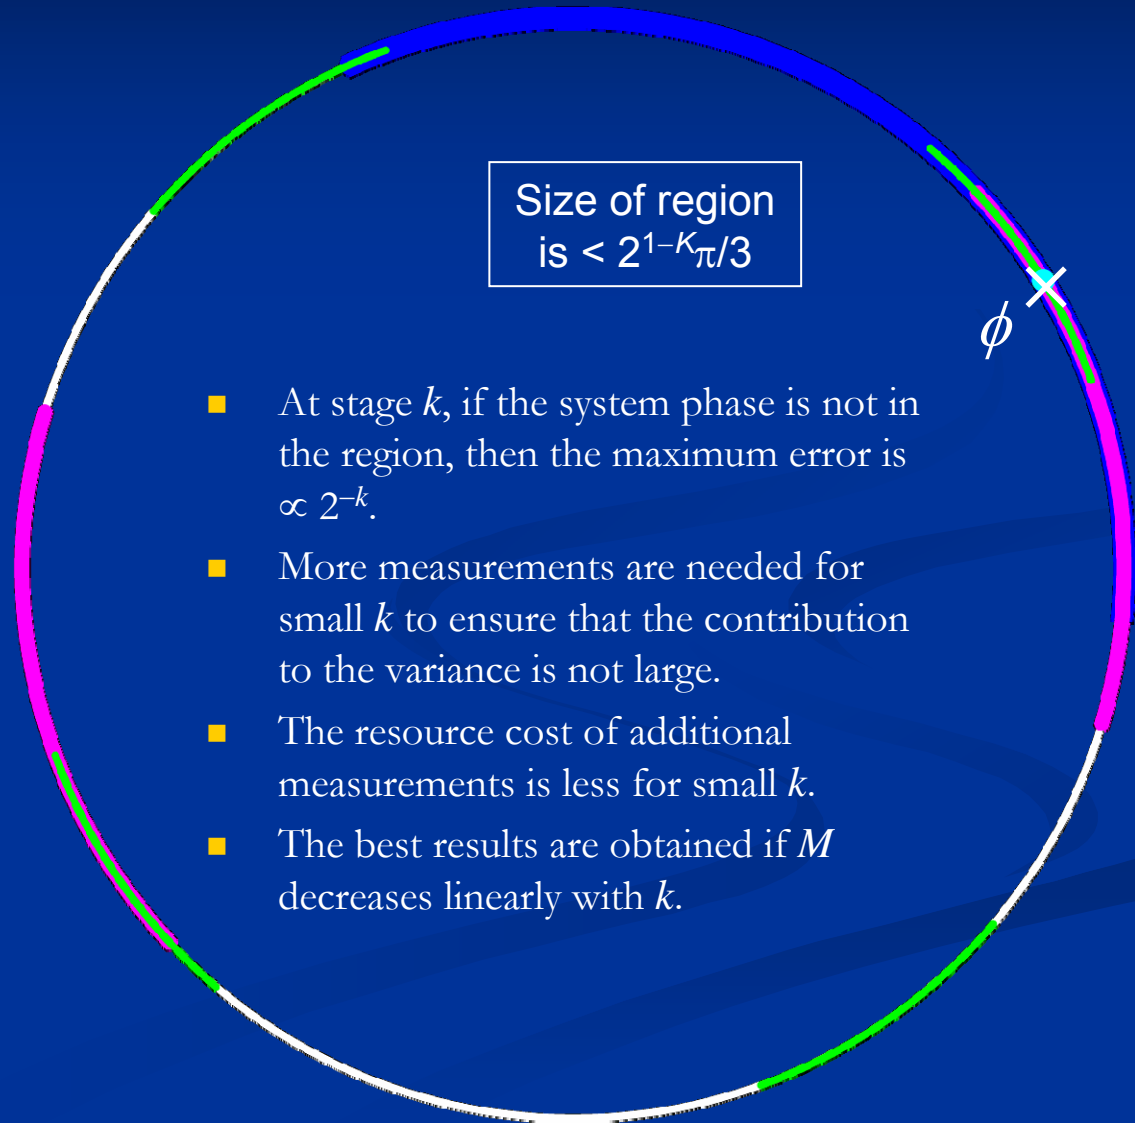 Size of region
is < 2^{1–K}π/3
ϕ
■ At stage k, if the system phase is not in
the region, then the maximum error is
∝ 2^{–k}.
■ More measurements are needed for
small k to ensure that the contribution
to the variance is not large.
■ The resource cost of additional
measurements is less for small k.
■ The best results are obtained if M
decreases linearly with k.